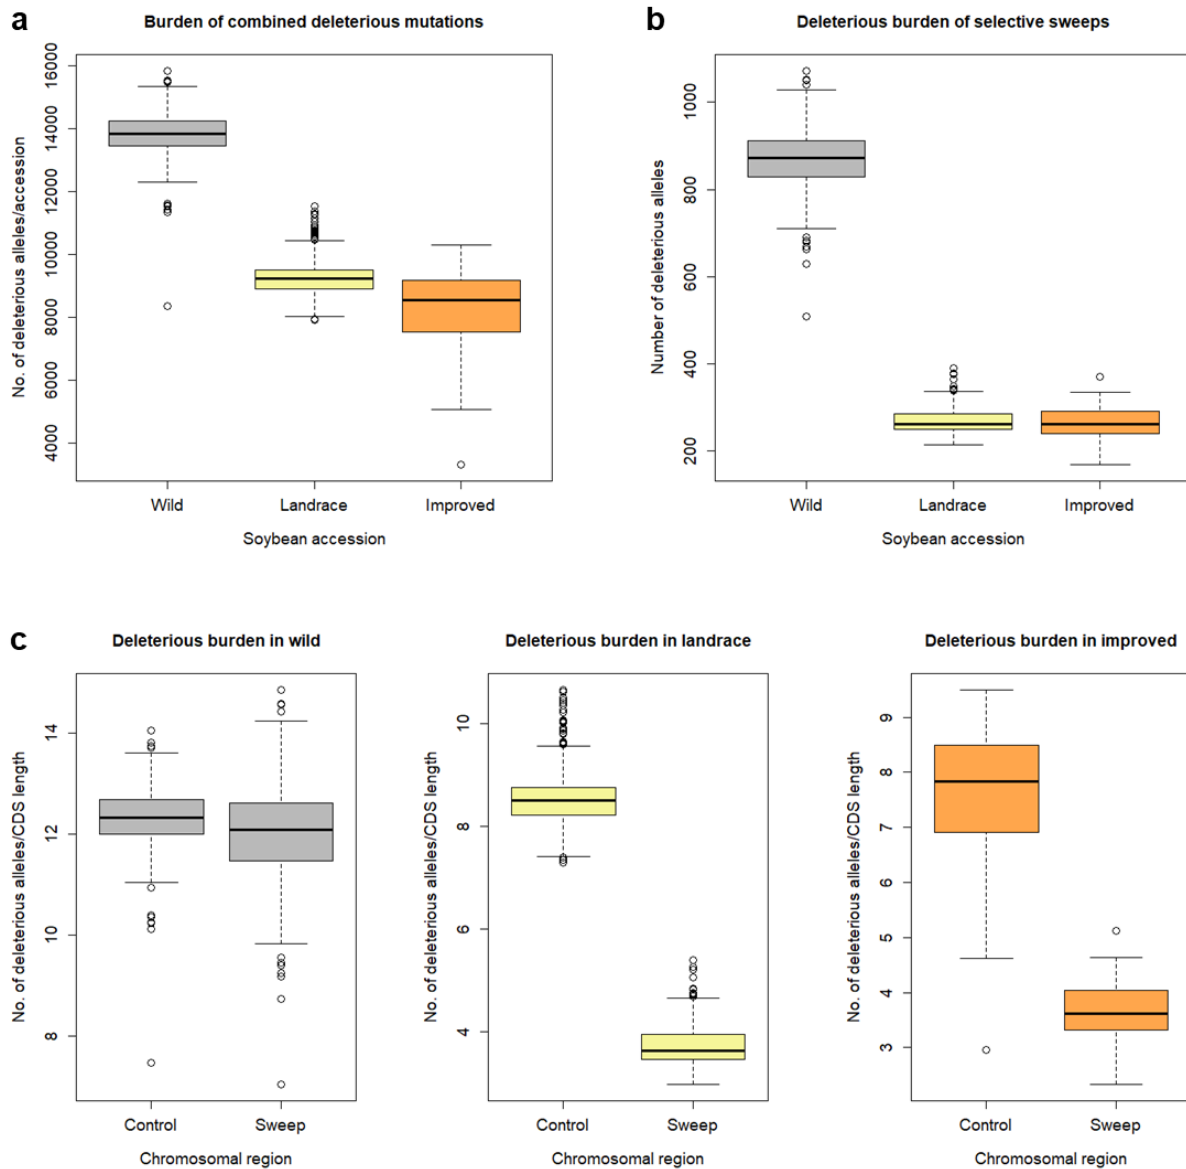 a
Burden of combined deleterious mutations
No. of deleterious alleles/accession
16000
14000
12000
10000
8000
6000
4000
Wild
Landrace
Improved
Soybean accession
b
Deleterious burden of selective sweeps
Number of deleterious alleles
1000
800
600
400
200
Wild
Landrace
Improved
Soybean accession
c
Deleterious burden in wild
No. of deleterious alleles/CDS length
14
12
10
8
Control
Sweep
Chromosomal region
Deleterious burden in landrace
No. of deleterious alleles/CDS length
10
8
6
4
Control
Sweep
Chromosomal region
Deleterious burden in improved
No. of deleterious alleles/CDS length
9
8
7
6
5
4
3
Control
Sweep
Chromosomal region